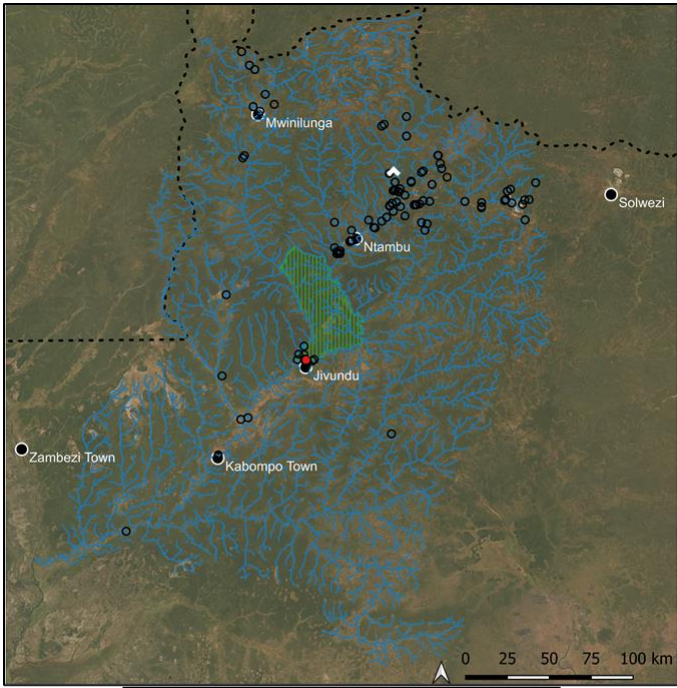 Mwinilunga
Solwezi
Ntambu
Jivundu
Zambezi Town
Kabompo Town
0 25 50 75 100 km